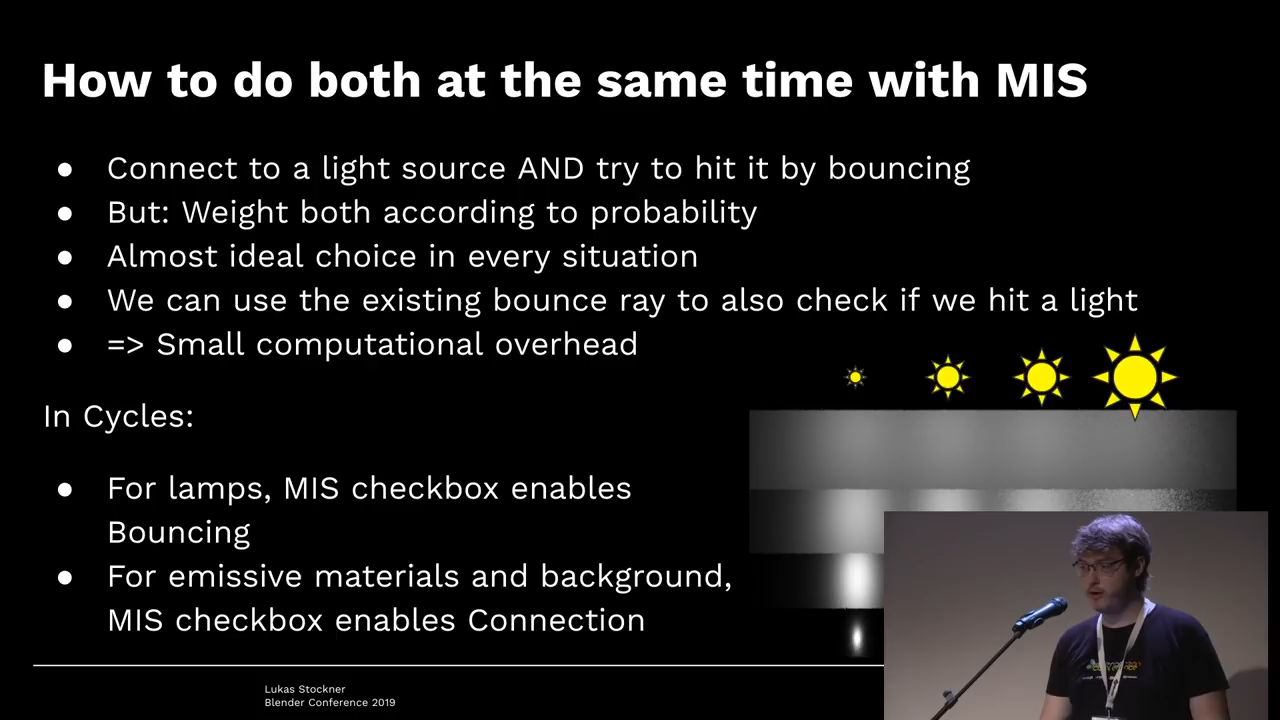 How to do both at the same time with MIS
● Connect to a light source AND try to hit it by bouncing
● But: Weight both according to probability
● Almost ideal choice in every situation
● We can use the existing bounce ray to also check if we hit a light
● => Small computational overhead
In Cycles:
● For lamps, MIS checkbox enables
Bouncing
● For emissive materials and background,
MIS checkbox enables Connection
Lukas Stockner
Blender Conference 2019